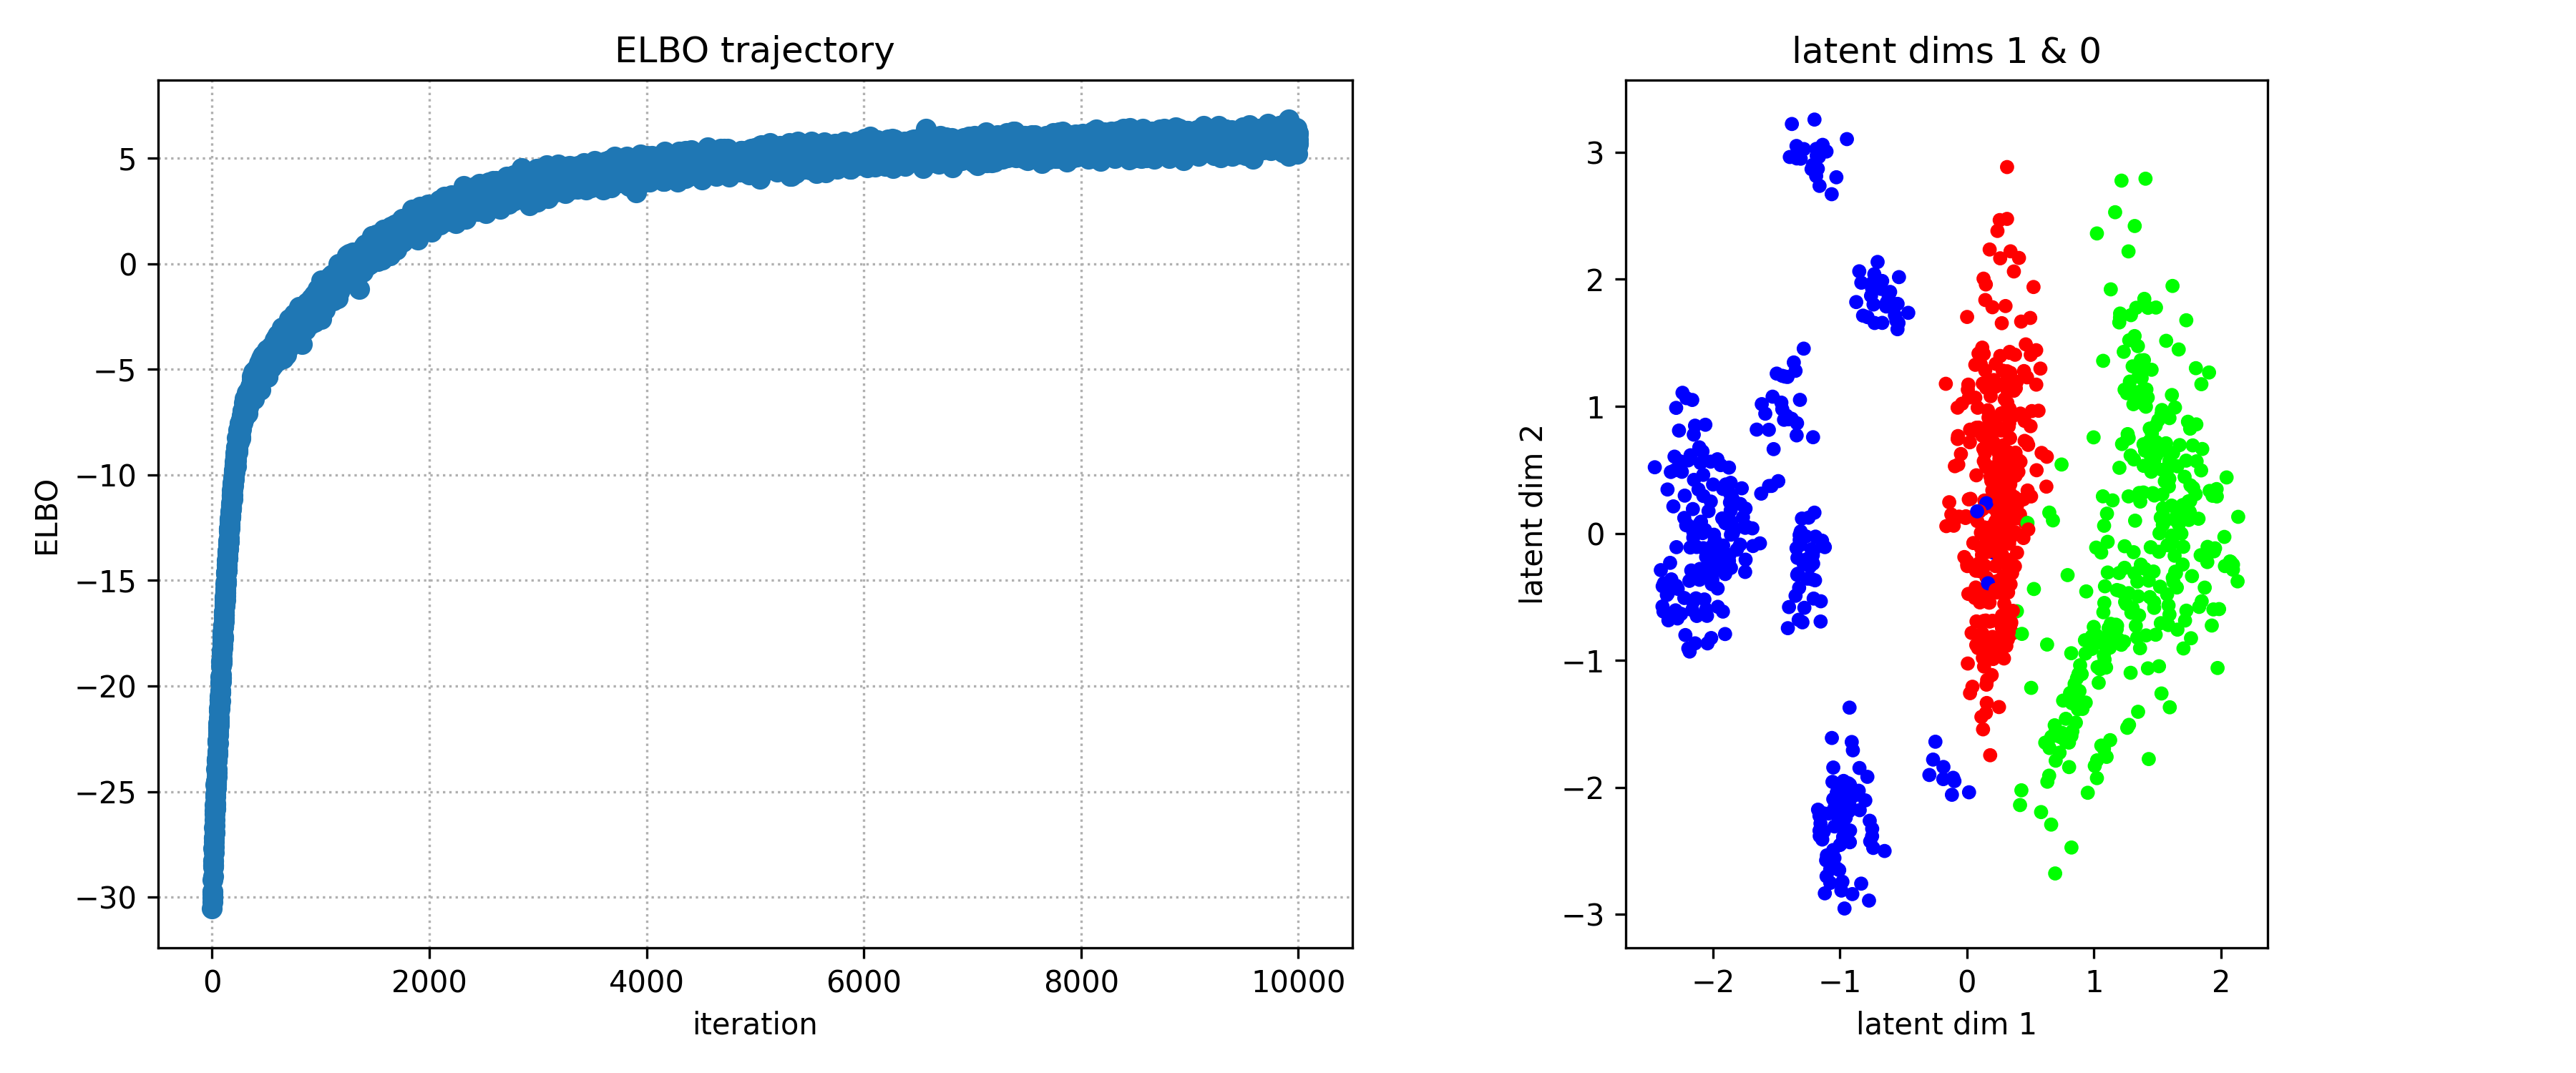 ELBO trajectory
ELBO
5
0
−5
−10
−15
−20
−25
−30
0 2000 4000 6000 8000 10000
iteration
latent dims 1 & 0
latent dim 2
3
2
1
0
−1
−2
−3
−2 −1 0 1 2
latent dim 1